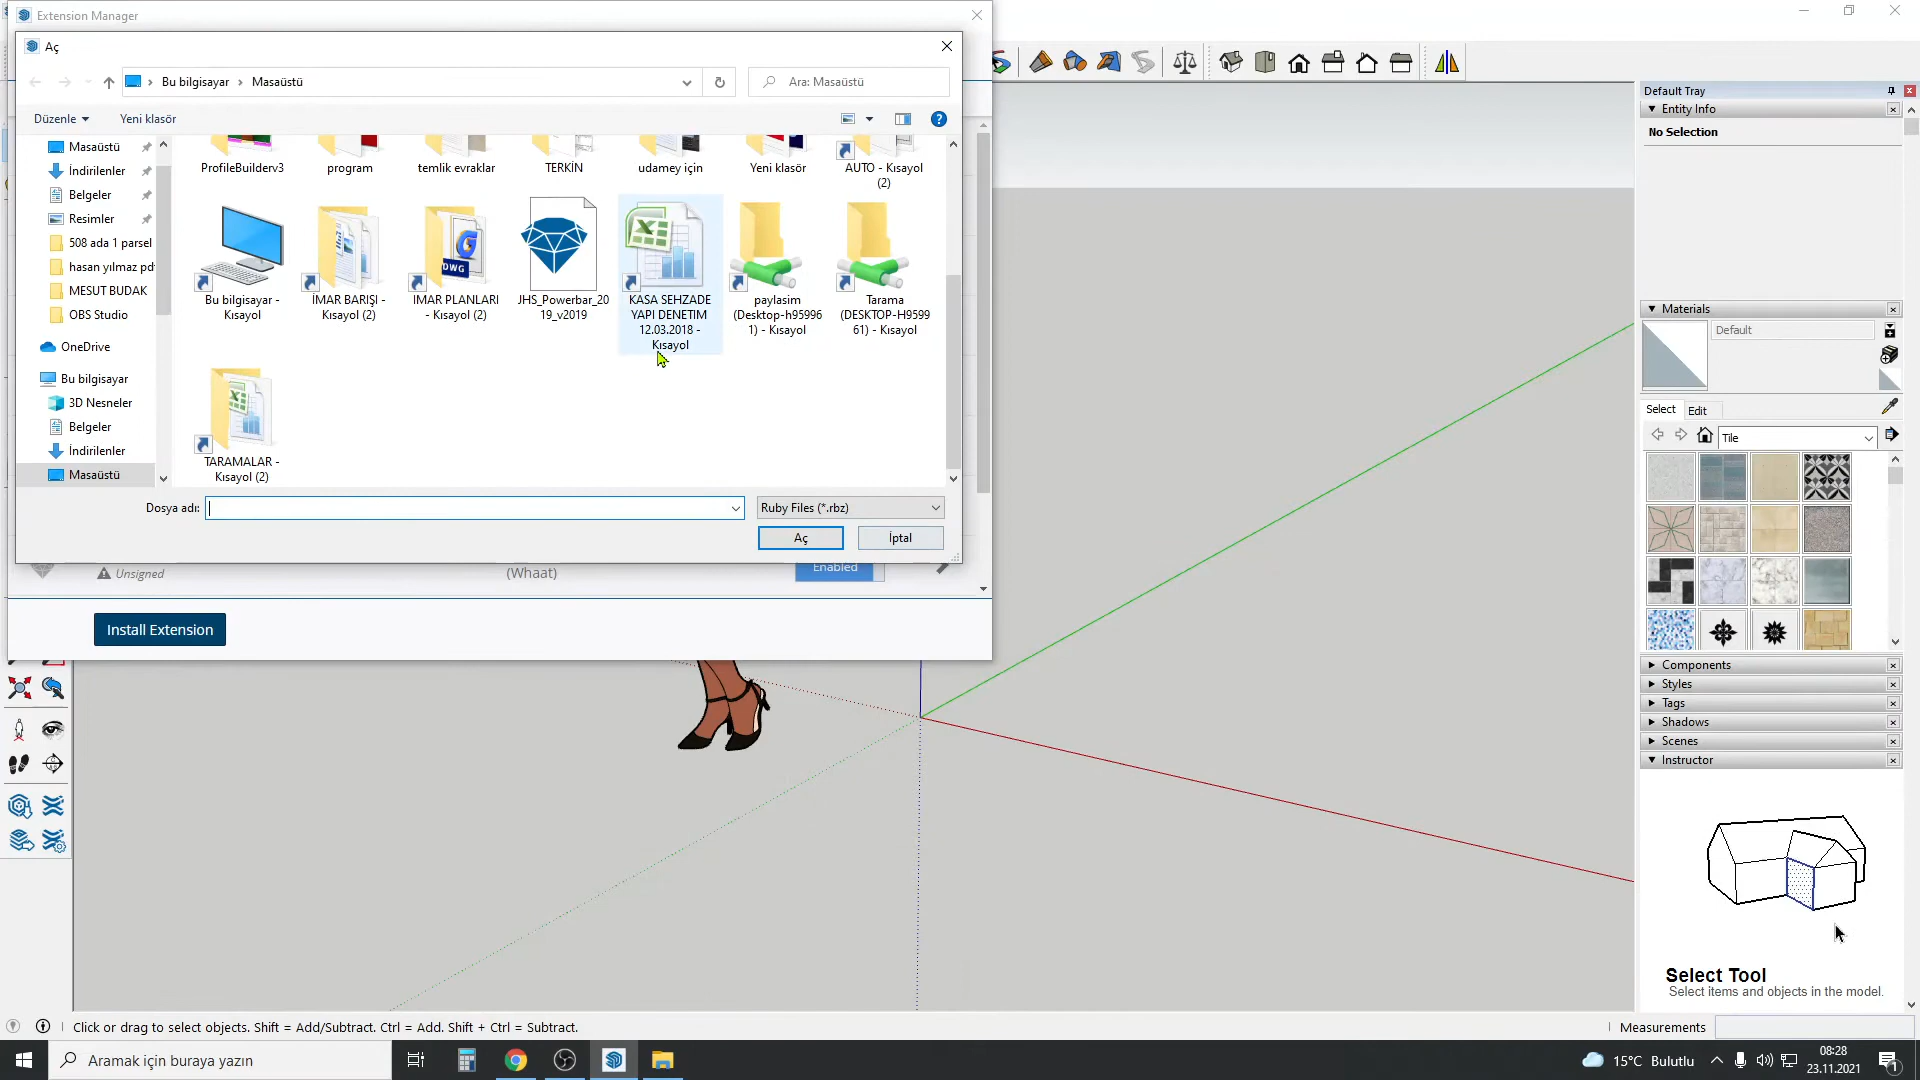 Extension Manager
Aç
Bu bilgisayar
Masaüstü
Ara: Masaüstü
Düzenle
Yeni klasör
Masaüstü
İndirilenler
Belgeler
Resimler
508 ada 1 parsel
hasan yılmaz pdf
MESUT BUDAK
OBS Studio
OneDrive
Bu bilgisayar
3D Nesneler
Belgeler
İndirilenler
Masaüstü
ProfileBuilderv3
program
temlik evraklar
TERKİN
udamey için
Yeni klasör
AUTO - Kısayol
(2)
DWG
Bu bilgisayar -
Kısayol
İMAR BARIŞI -
Kısayol (2)
IMAR PLANLARI
- Kısayol (2)
JHS_Powerbar_20
19_v2019
KASA SEHZADE
YAPI DENETIM
12.03.2018 -
Kısayol
paylasim
(Desktop-h95996
1) - Kısayol
Tarama
(DESKTOP-H9599
61) - Kısayol
TARAMALAR -
Kısayol (2)
Dosya adı:
Ruby Files (*.rbz)
Aç
İptal
Unsigned
(Whaat)
Enabled
Install Extension
Default Tray
Entity Info
No Selection
Materials
Default
Select
Edit
Tile
Components
Styles
Tags
Shadows
Scenes
Instructor
Select Tool
Select items and objects in the model.
Click or drag to select objects. Shift = Add/Subtract. Ctrl = Add. Shift + Ctrl = Subtract.
Measurements
Aramak için buraya yazın
15°C Bulutlu
08:28
23.11.2021
1